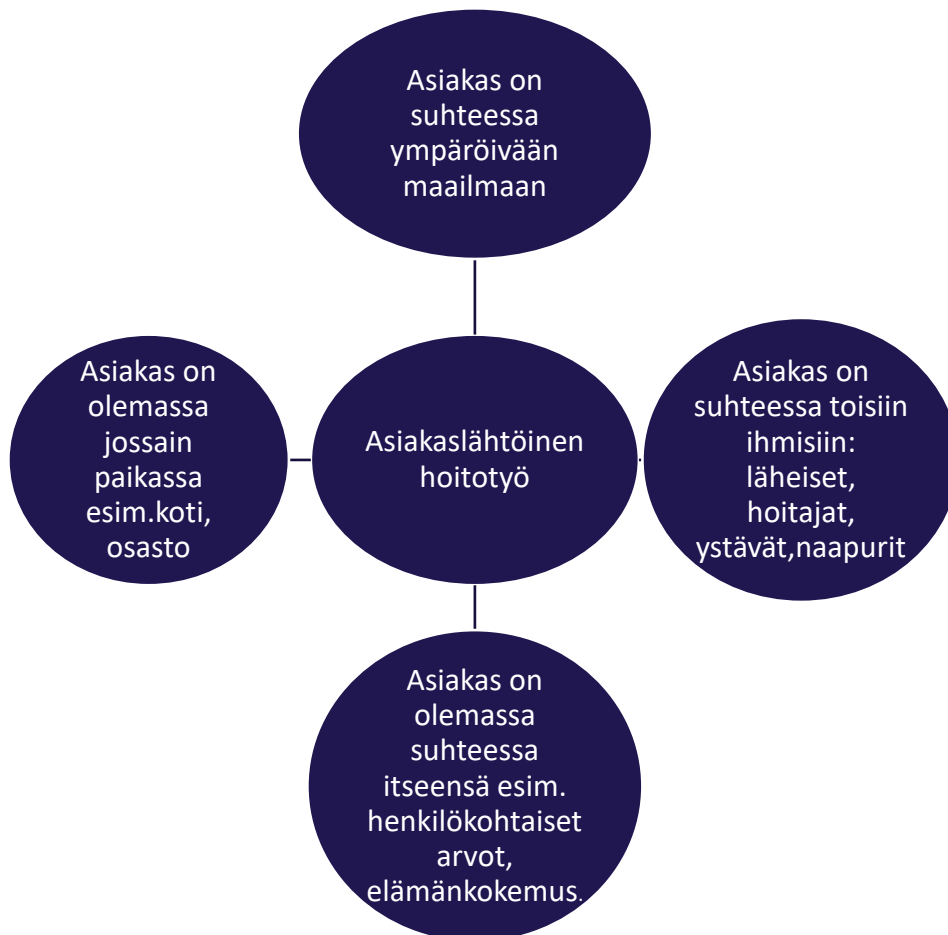 Asiakas on
suhteessa
ympäröivään
maailmaan
Asiakas on
olemassa
jossain
paikassa
esim.koti,
osasto
Asiakaslähtöinen
hoitotyö
Asiakas on
suhteessa toisiin
ihmisiin:
läheiset,
hoitajat,
ystävät,naapurit
Asiakas on
olemassa
suhteessa
itseensä esim.
henkilökohtaiset
arvot,
elämänkokemus.